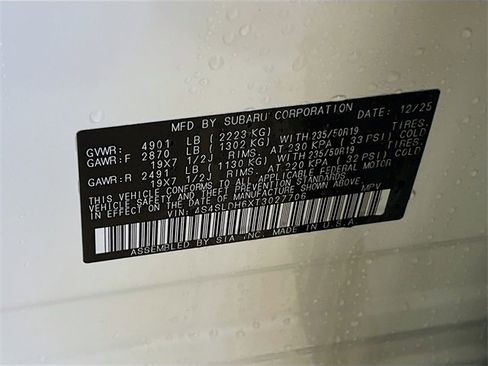 MFD BY SUBARU CORPORATION DATE: 12/25
GVWR: 4901 LB ( 2223 KG)
GAWR:F 2870 LB ( 1302 KG) WITH 235/50R19 TIRES.
19X7 1/2J RIMS. AT 230 KPA ( 33 PSI) COLD
GAWR:R 2491 LB ( 1130 KG) WITH 235/50R19 TIRES.
19X7 1/2J RIMS. AT 220 KPA ( 32 PSI) COLD
THIS VEHICLE CONFORMS TO ALL APPLICABLE FEDERAL MOTOR
VEHICLE SAFETY AND THEFT PREVENTION STANDARDS
IN EFFECT ON DATE OF MANUFACTURE SHOWN ABOVE.
VIN: 4S4SLDH6XT3027706 MPV
ASSEMBLED BY SIA INC. MADE IN U.S.A.